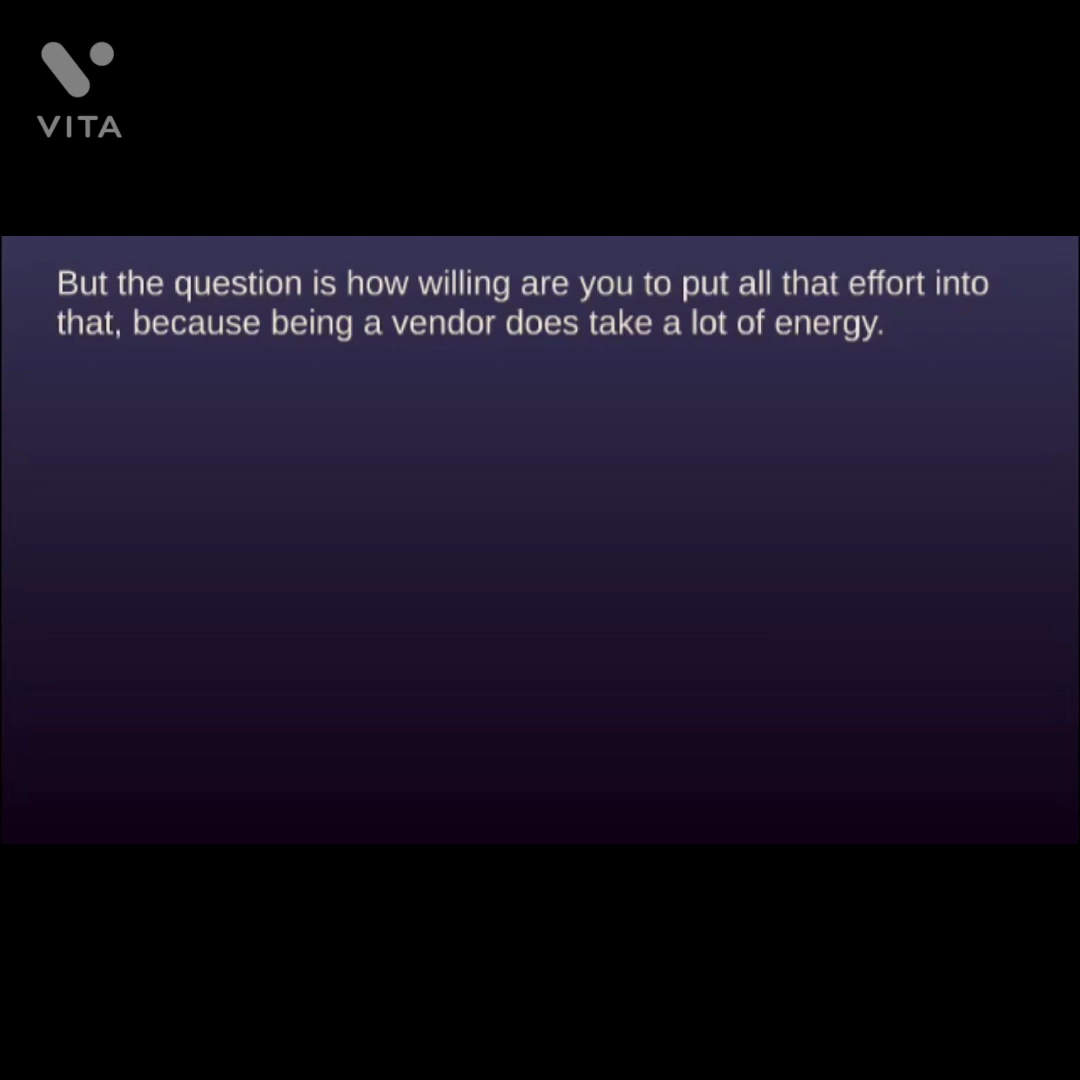 VITA
But the question is how willing are you to put all that effort into
that, because being a vendor does take a lot of energy.